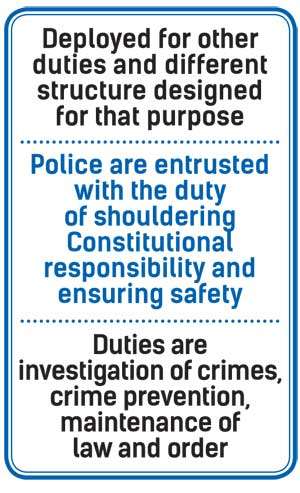 Deployed for other
duties and different
structure designed
for that purpose
Police are entrusted
with the duty
of shouldering
Constitutional
responsibility and
ensuring safety
Duties are
investigation of crimes,
crime prevention,
maintenance of
law and order